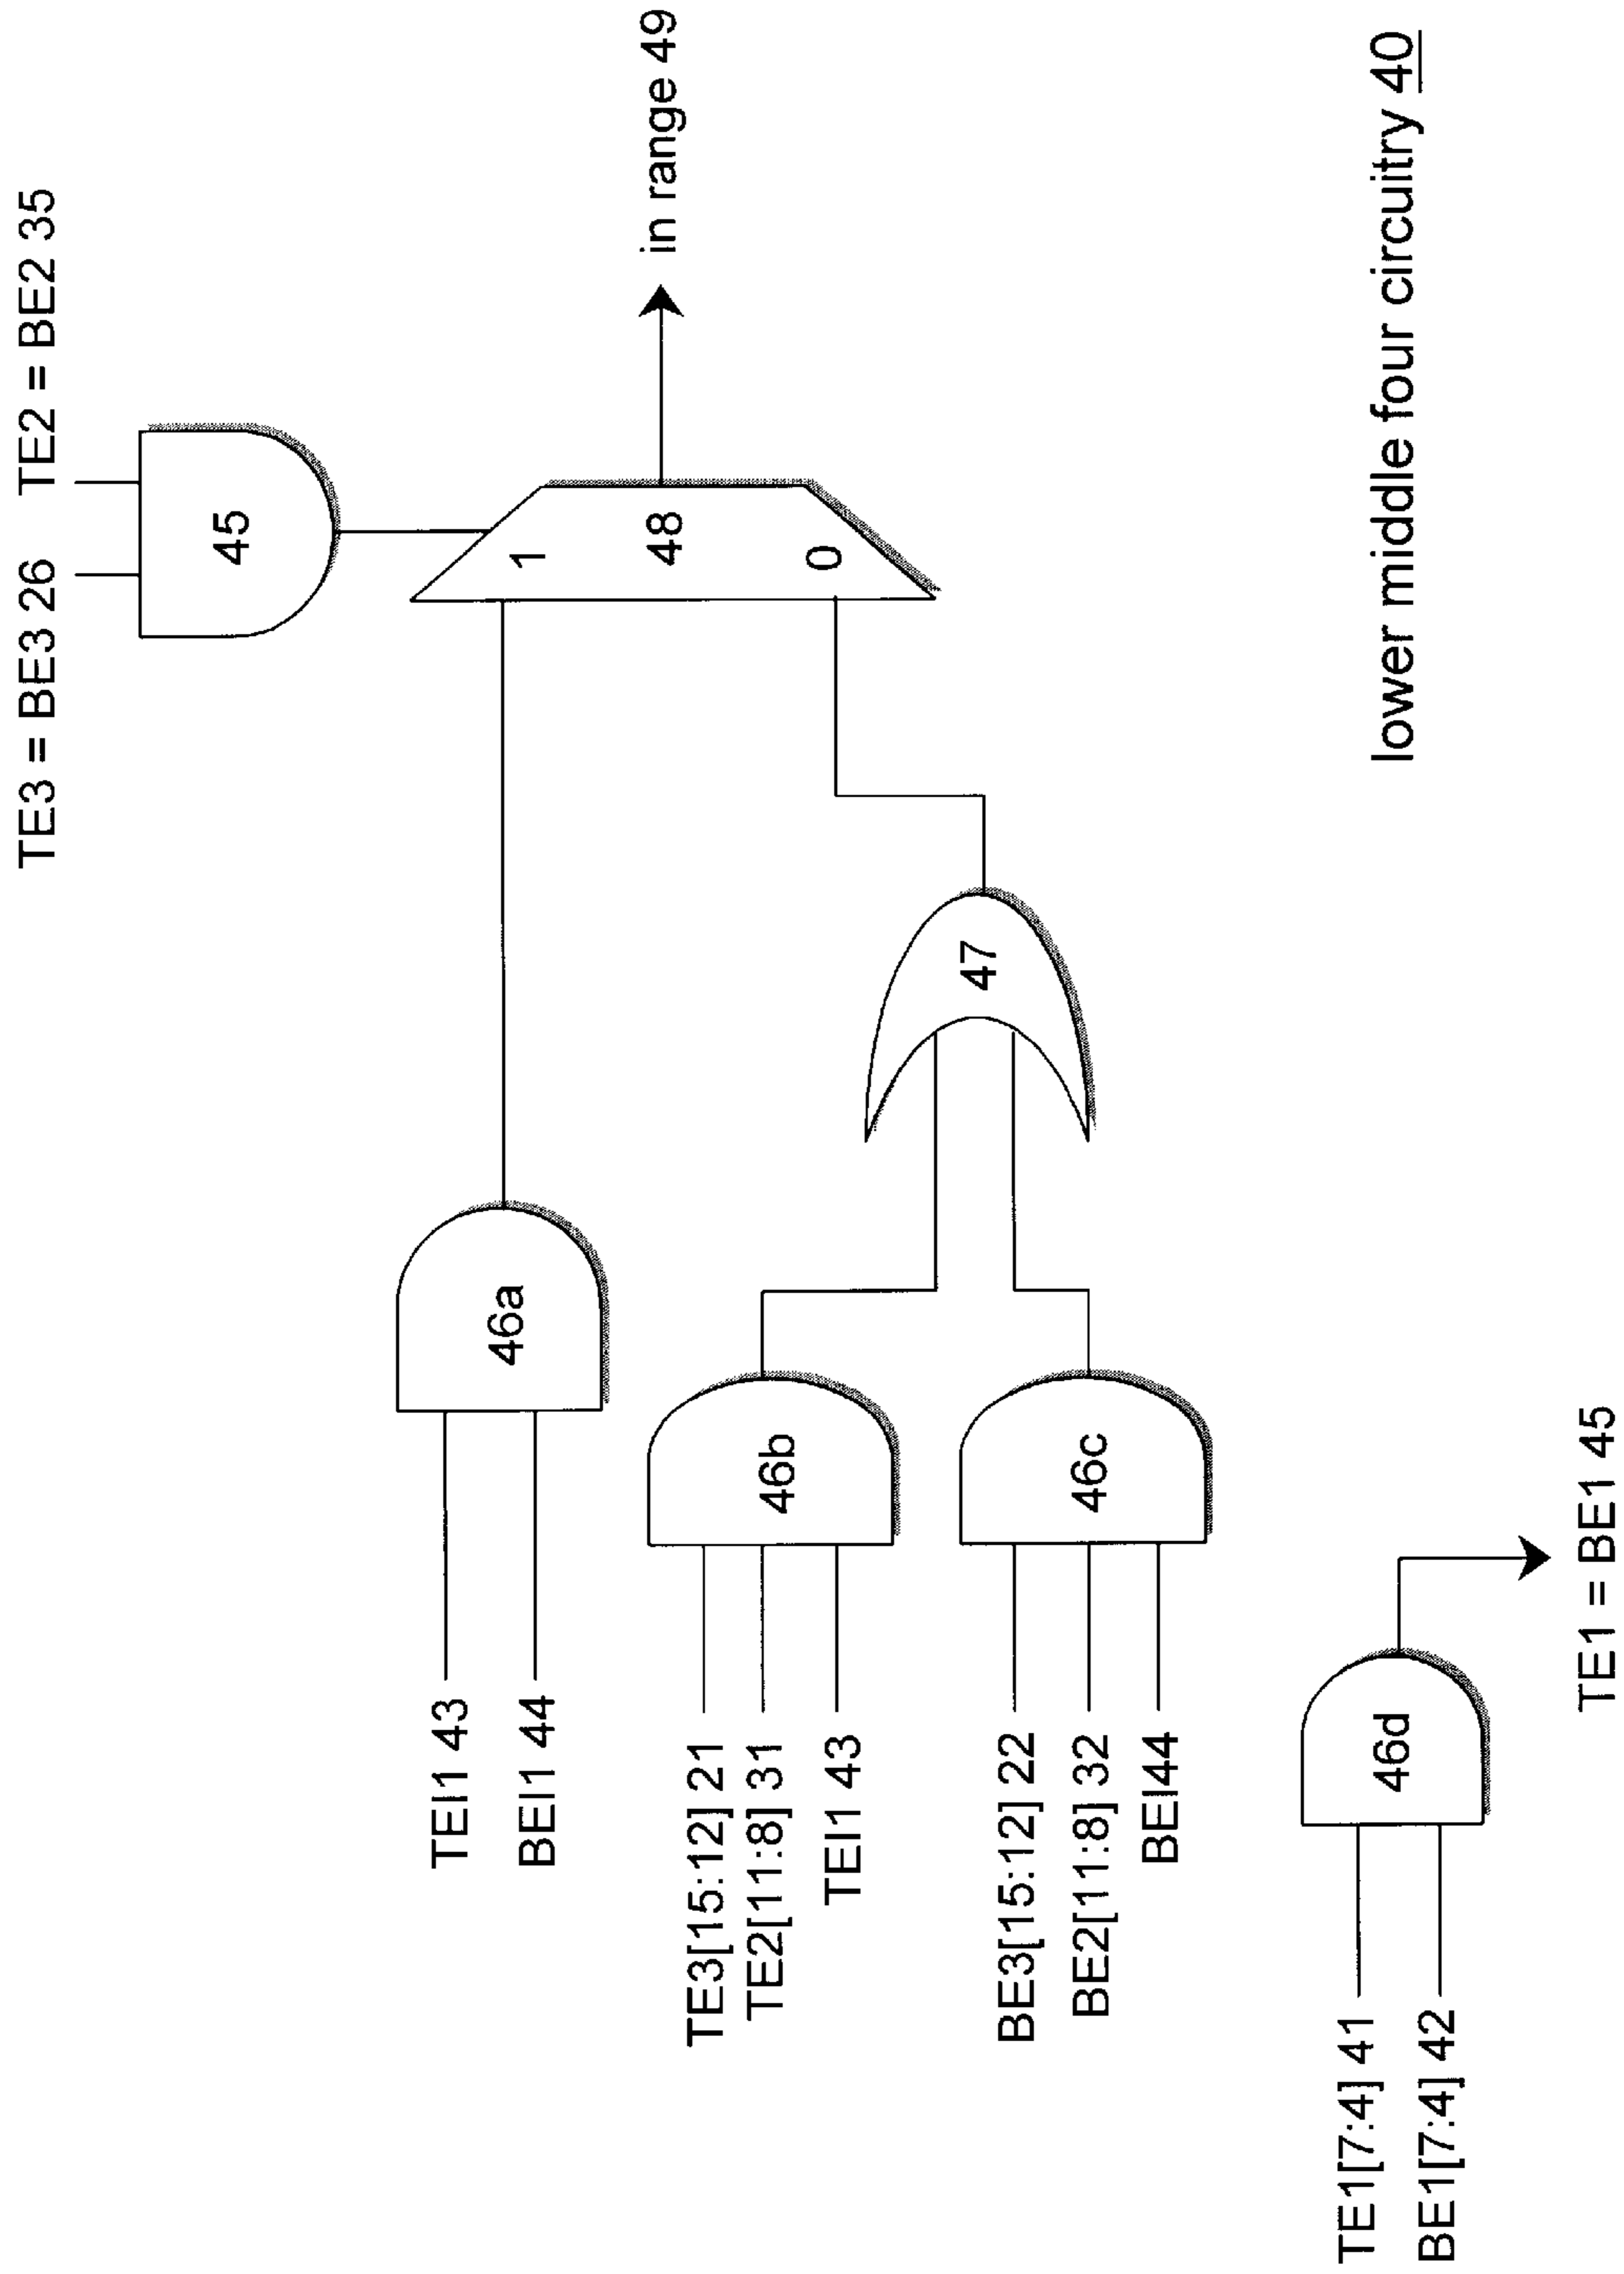 TE3 = BE3 26
TE2 = BE2 35
45
TEI1 43
BEI1 44
46a
1
48
0
in range 49
TE3[15:12] 21
TE2[11:8] 31
TEI1 43
46b
47
BE3[15:12] 22
BE2[11:8] 32
BEI44
46c
TE1[7:4] 41
BE1[7:4] 42
46d
TE1 = BE1 45
lower middle four circuitry 40